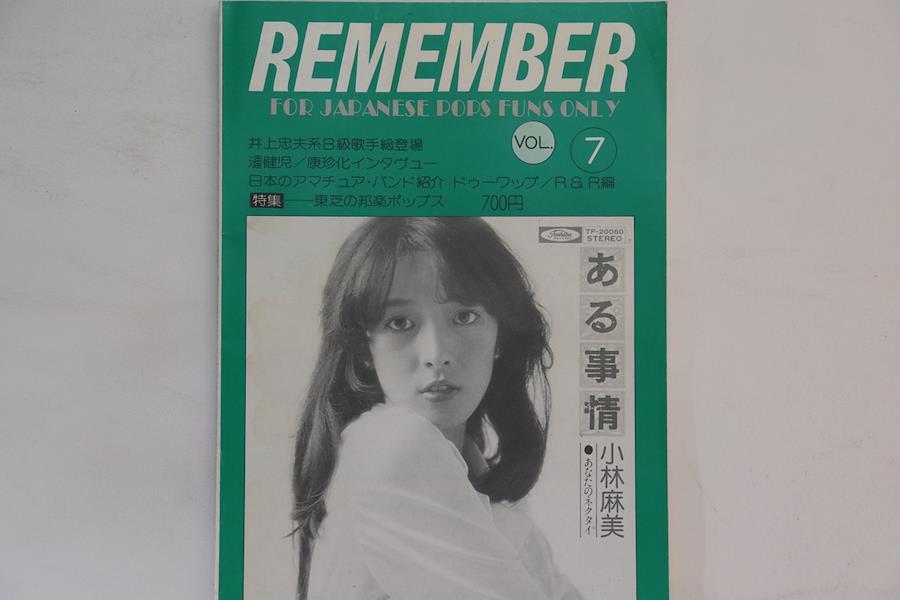 REMEMBER
FOR JAPANESE POPS FUNS ONLY
VOL. 7
井上忠夫系B級歌手総登場
漣健児／康珍化インタヴュー
日本のアマチュア・バンド紹介 ドゥーワップ／R&R編
特集——東芝の邦楽ポップス 700円
Toshiba
TP-20060
STEREO
ある事情
小林麻美
●あなたのネクタイ